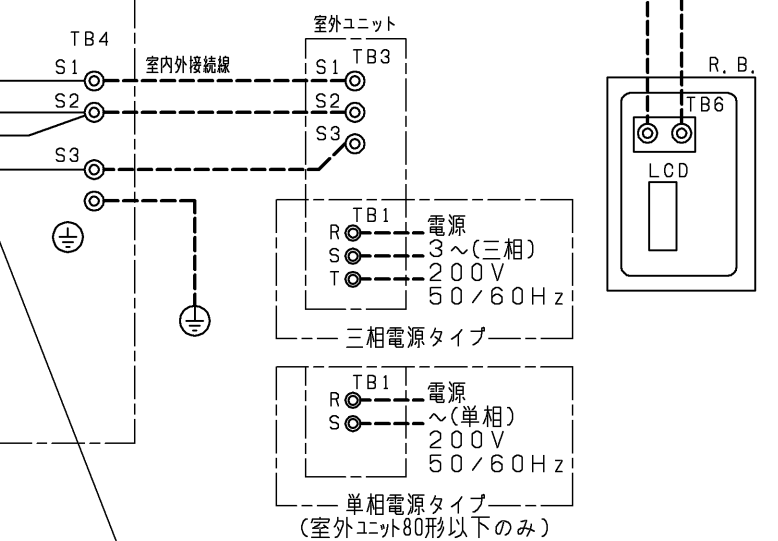 室外ユニット
TB4
TB3
S1
室内外接続線
S1
S2
S2
S3
S3
TB1
R
S
T
電源
3～(三相)
200V
50/60Hz
三相電源タイプ
TB1
R
S
電源
～(単相)
200V
50/60Hz
単相電源タイプ
(室外ユニット80形以下のみ)
R.B.
TB6
LCD